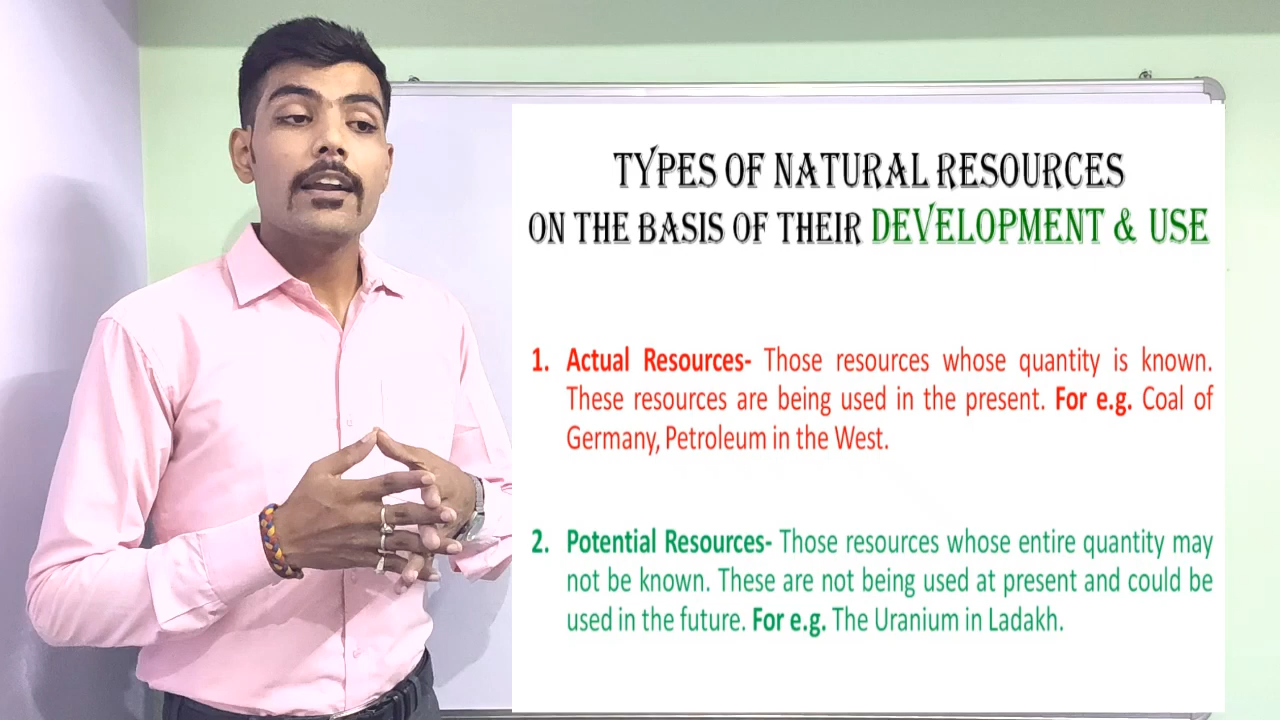 TYPES OF NATURAL RESOURCES
ON THE BASIS OF THEIR DEVELOPMENT & USE
1. Actual Resources- Those resources whose quantity is known.
These resources are being used in the present. For e.g. Coal of
Germany, Petroleum in the West.
2. Potential Resources- Those resources whose entire quantity may
not be known. These are not being used at present and could be
used in the future. For e.g. The Uranium in Ladakh.